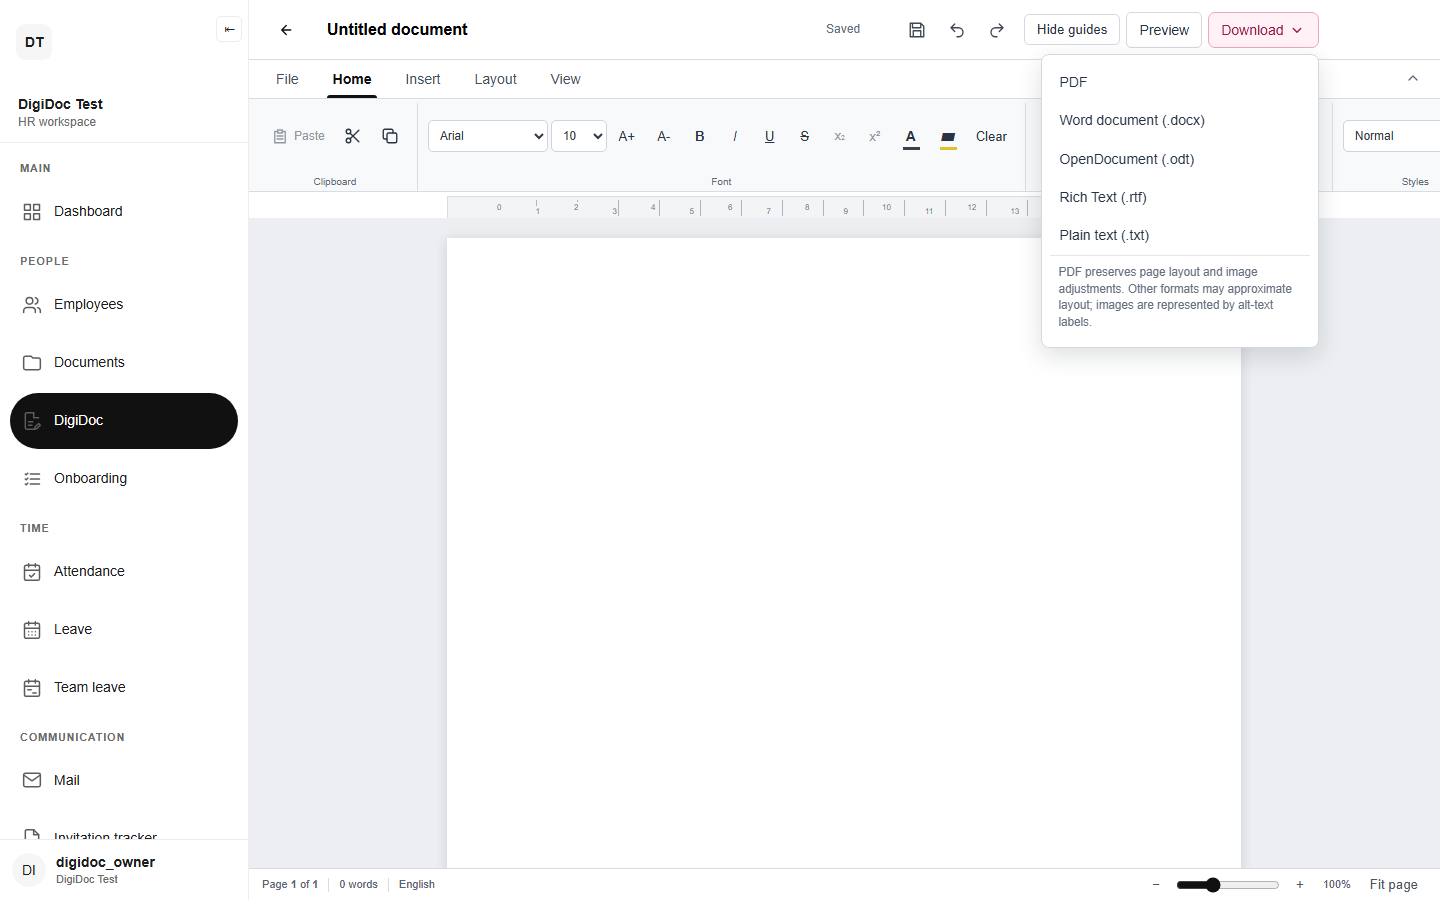 DT
DigiDoc Test
HR workspace
MAIN
Dashboard
PEOPLE
Employees
Documents
DigiDoc
Onboarding
TIME
Attendance
Leave
Team leave
COMMUNICATION
Mail
Invitation tracker
DI
digidoc_owner
DigiDoc Test
Untitled document
Saved
Hide guides
Preview
Download
File
Home
Insert
Layout
View
Paste
Clipboard
Arial
10
A+
A-
B
I
U
S
x₂
x²
A
Clear
Font
Normal
Styles
0 1 2 3 4 5 6 7 8 9 10 11 12 13
PDF
Word document (.docx)
OpenDocument (.odt)
Rich Text (.rtf)
Plain text (.txt)
PDF preserves page layout and image
adjustments. Other formats may approximate
layout; images are represented by alt-text
labels.
Page 1 of 1
0 words
English
−
+
100%
Fit page